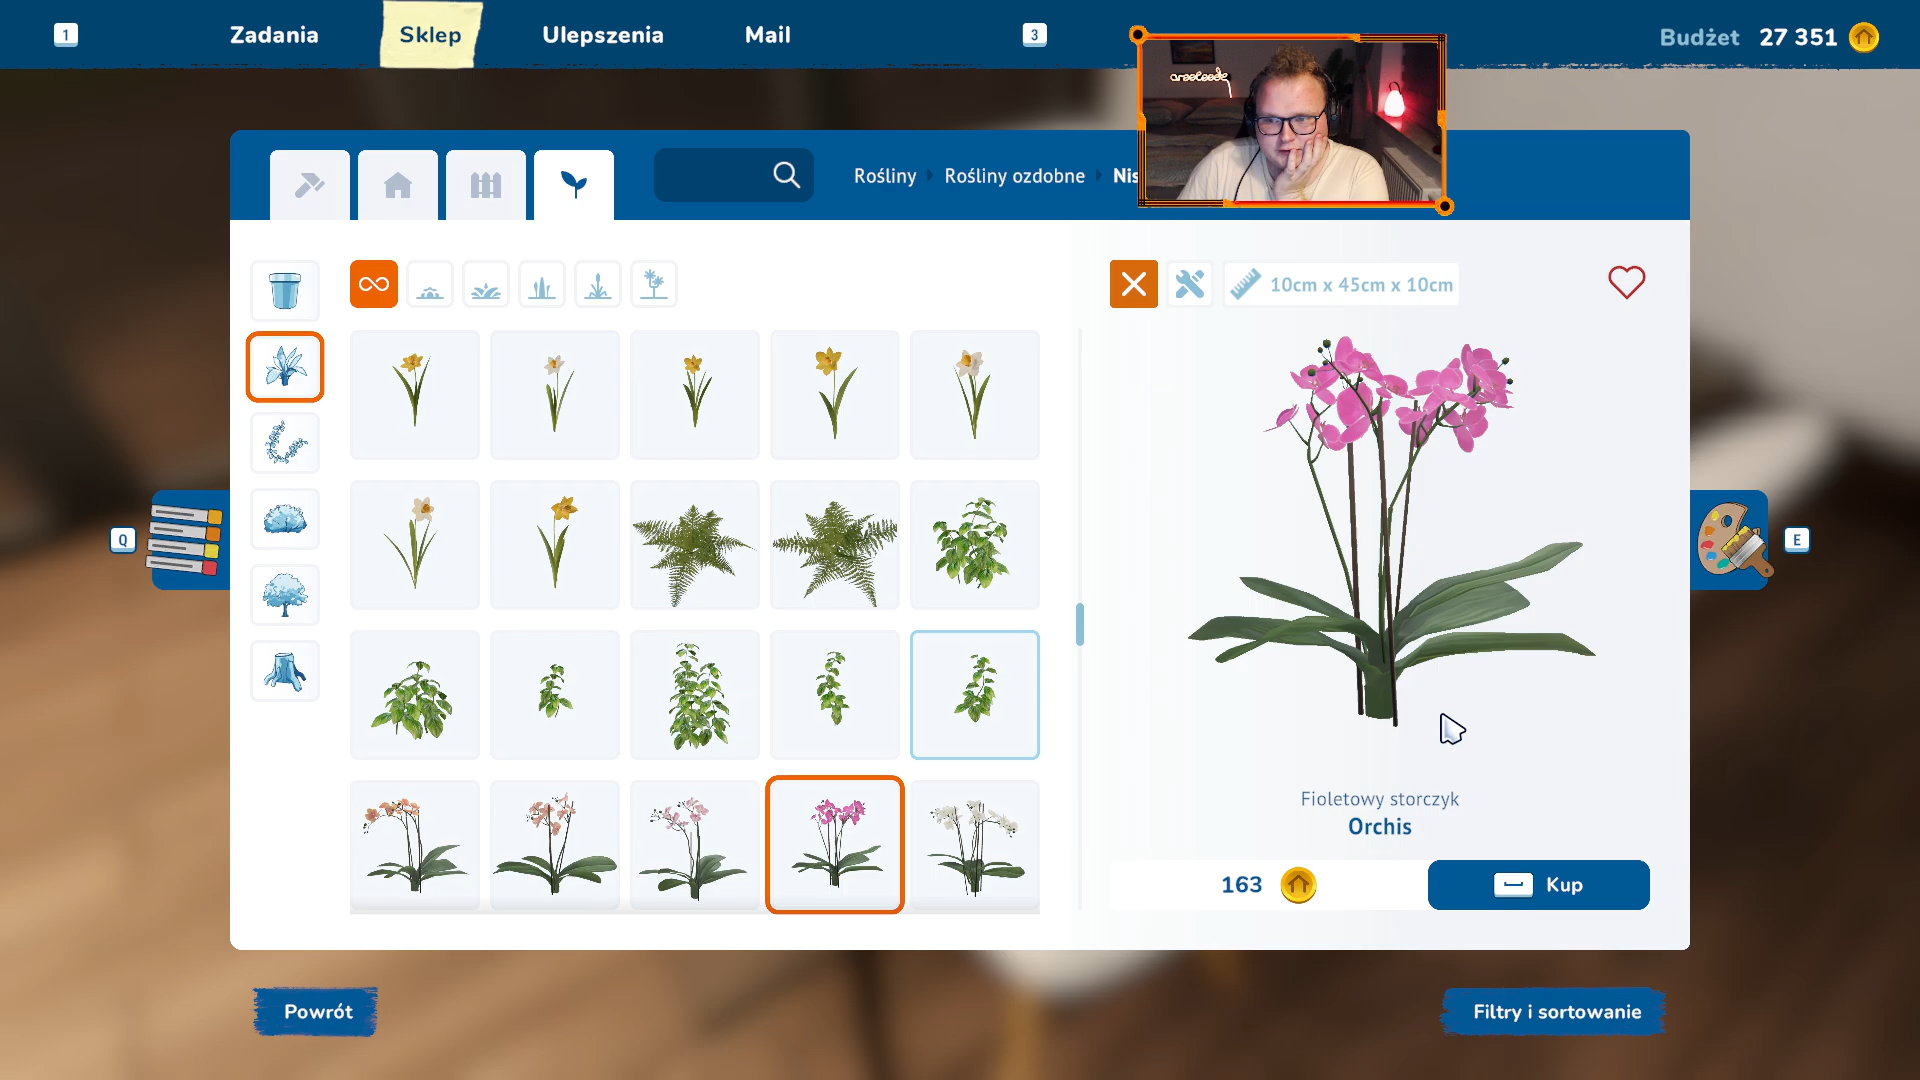 1
Zadania
Sklep
Ulepszenia
Mail
3
Budżet 27 351
Rośliny
Rośliny ozdobne
Nis
10cm x 45cm x 10cm
Q
E
Fioletowy storczyk
Orchis
163
Kup
Powrót
Filtry i sortowanie